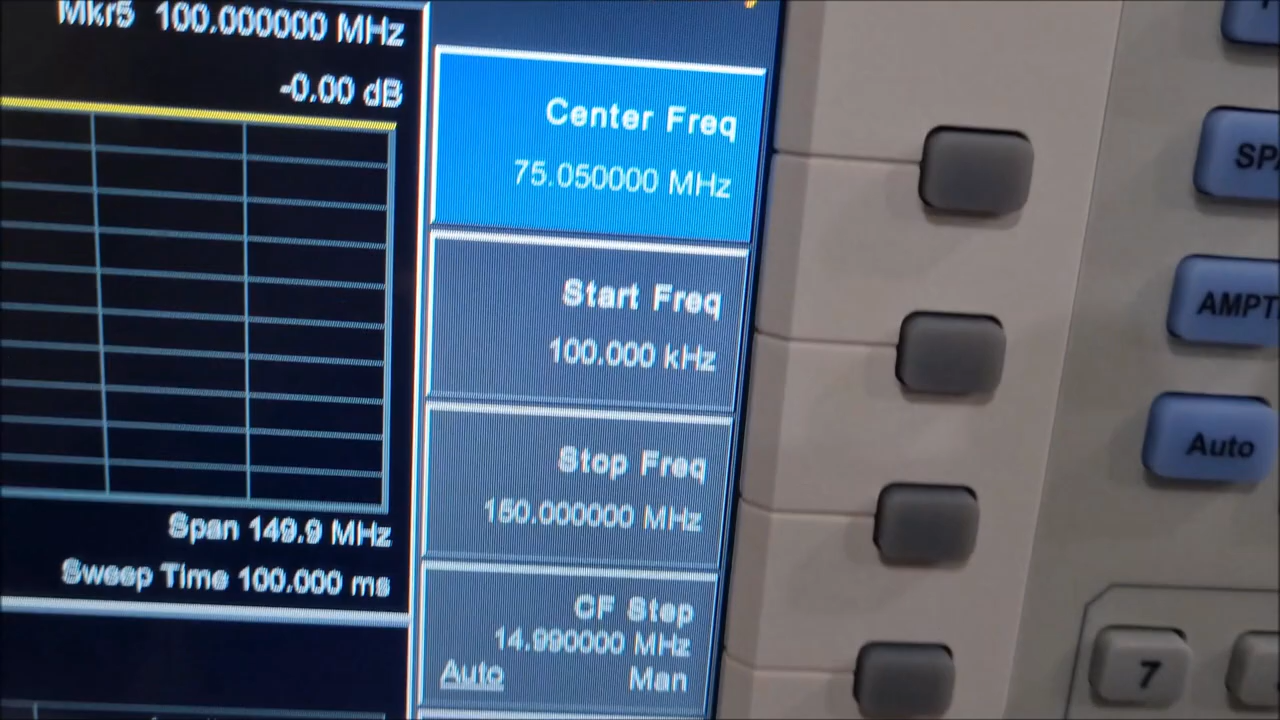 Mkr5 100.000000 MHz
-0.00 dB
Center Freq
75.050000 MHz
Start Freq
100.000 kHz
Stop Freq
150.000000 MHz
CF Step
14.990000 MHz
Auto Man
Span 149.9 MHz
Sweep Time 100.000 ms
AMPT
Auto
7